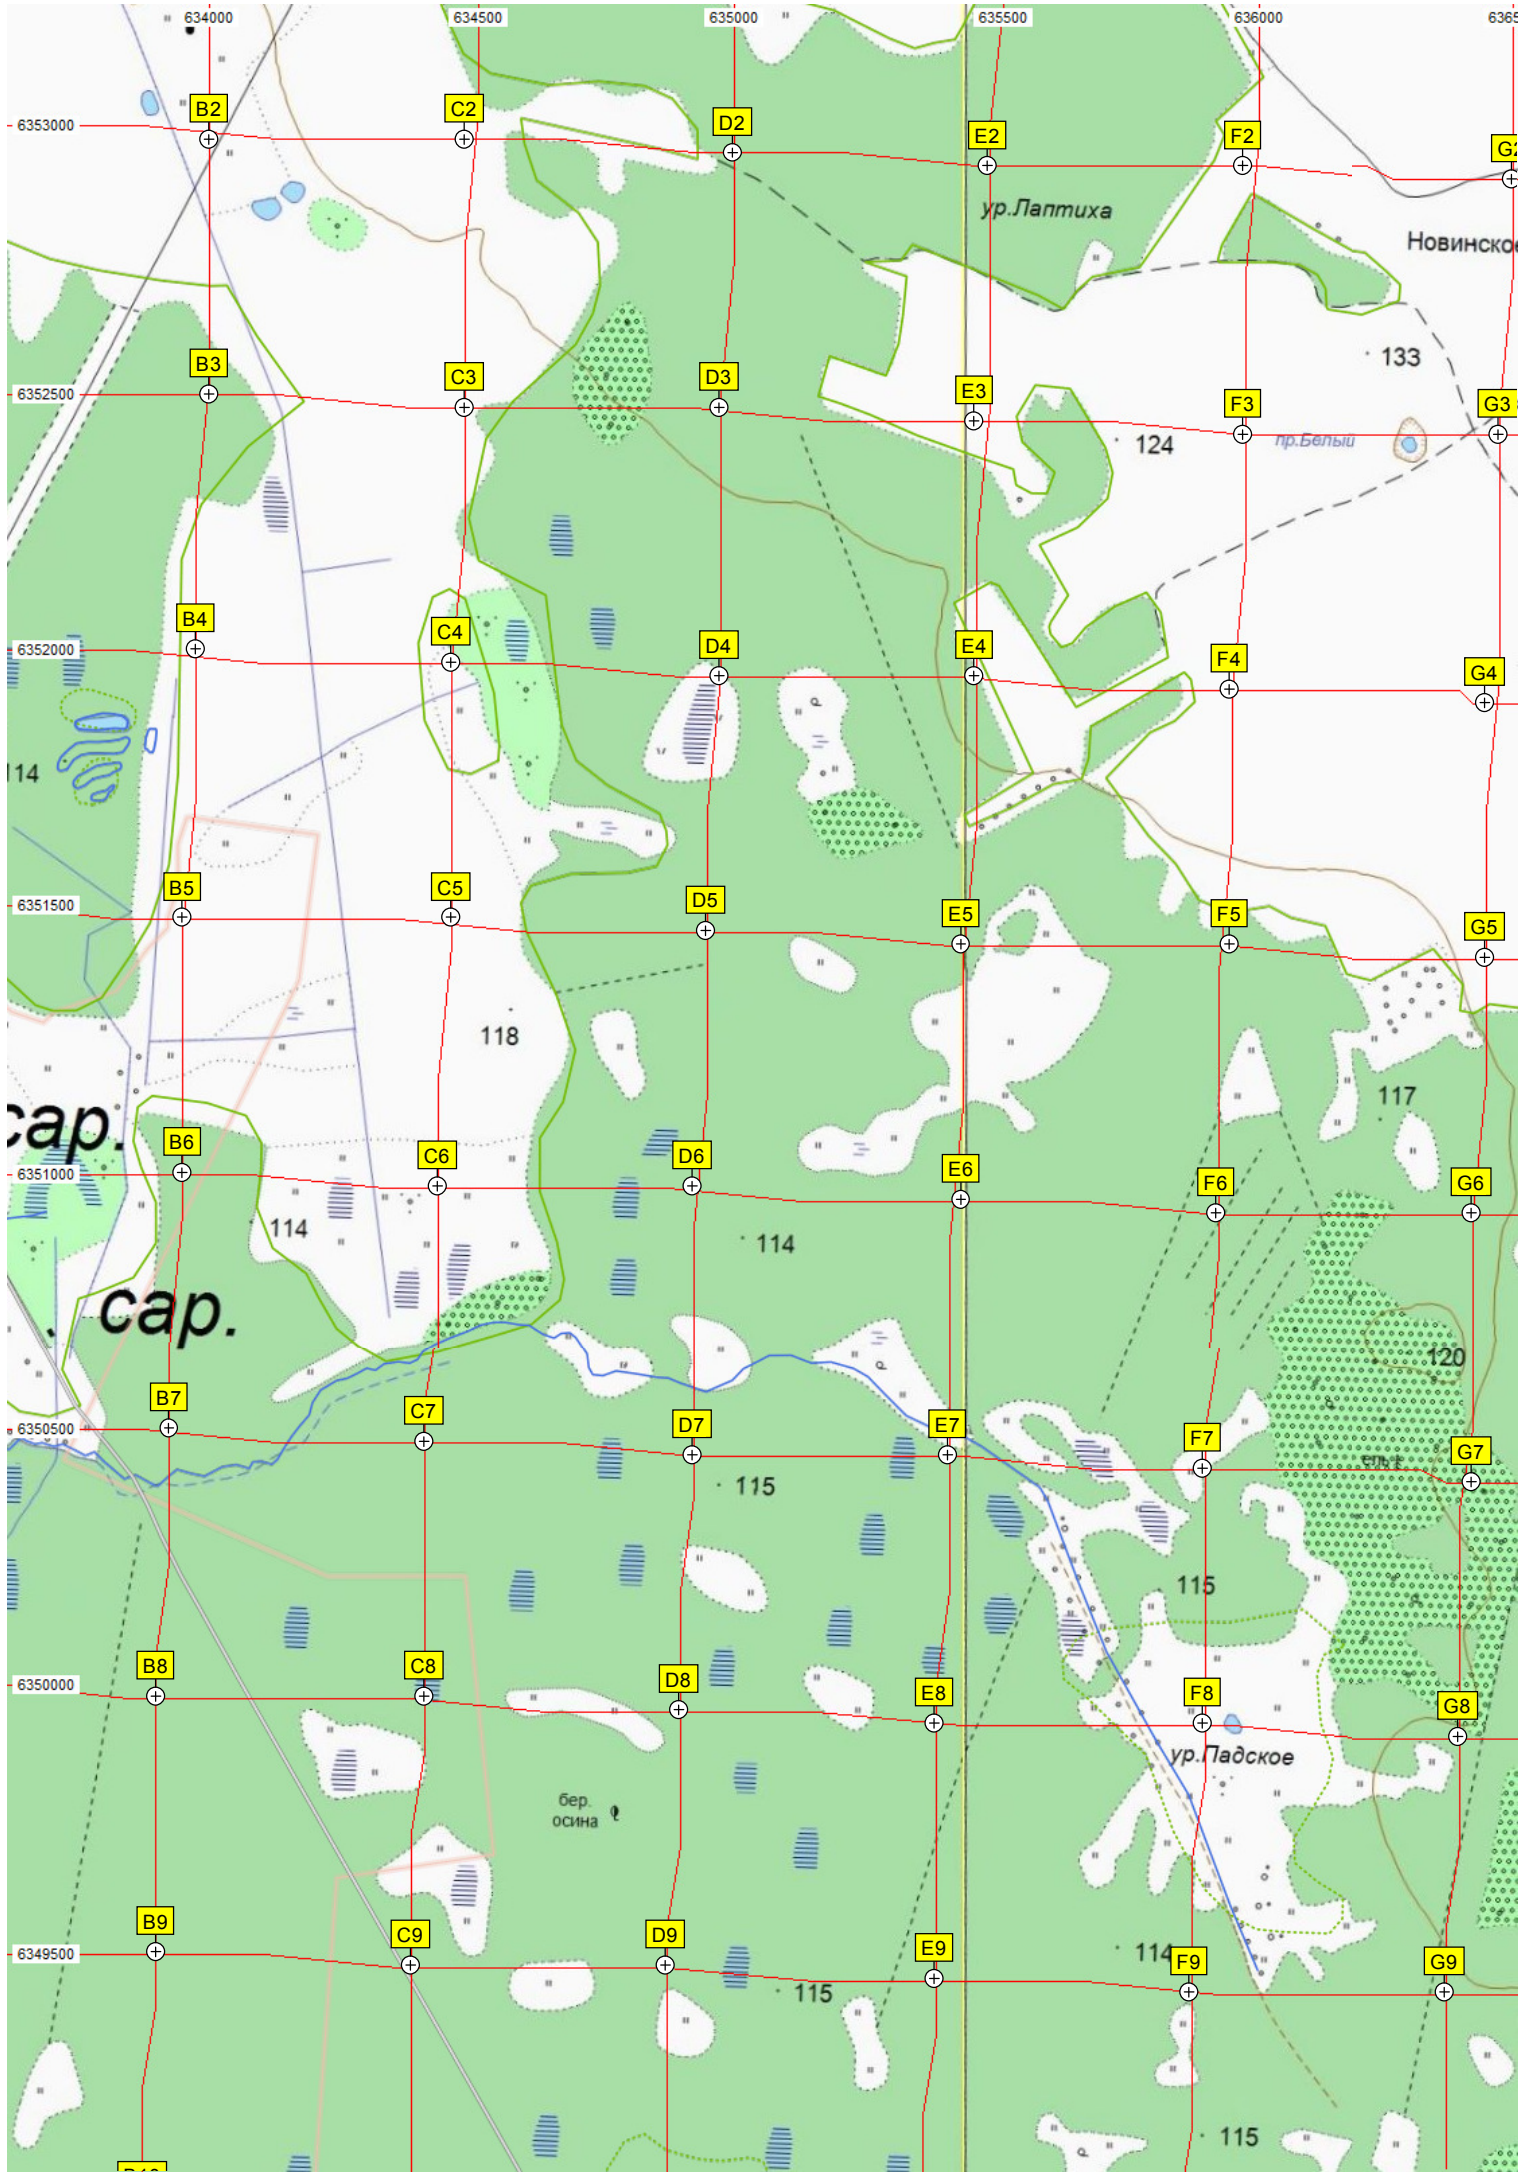 634000 634500 635000 635500 636000
6353000 B2 C2 D2 E2 F2
ур.Лаптиха
133
6352500 B3 C3 D3 E3 F3 G3
124 пр.Белый
6352000 B4 C4 D4 E4 F4 G4
114
6351500 B5 C5 D5 E5 F5 G5
118
117
сар.
6351000 B6 C6 D6 E6 F6 G6
114 114
сар.
120
6350500 B7 C7 D7 E7 F7 G7
115
115
6350000 B8 C8 D8 E8 F8 G8
ур.Падское
бер.
осина
6349500 B9 C9 D9 E9 F9 G9
114
115
115